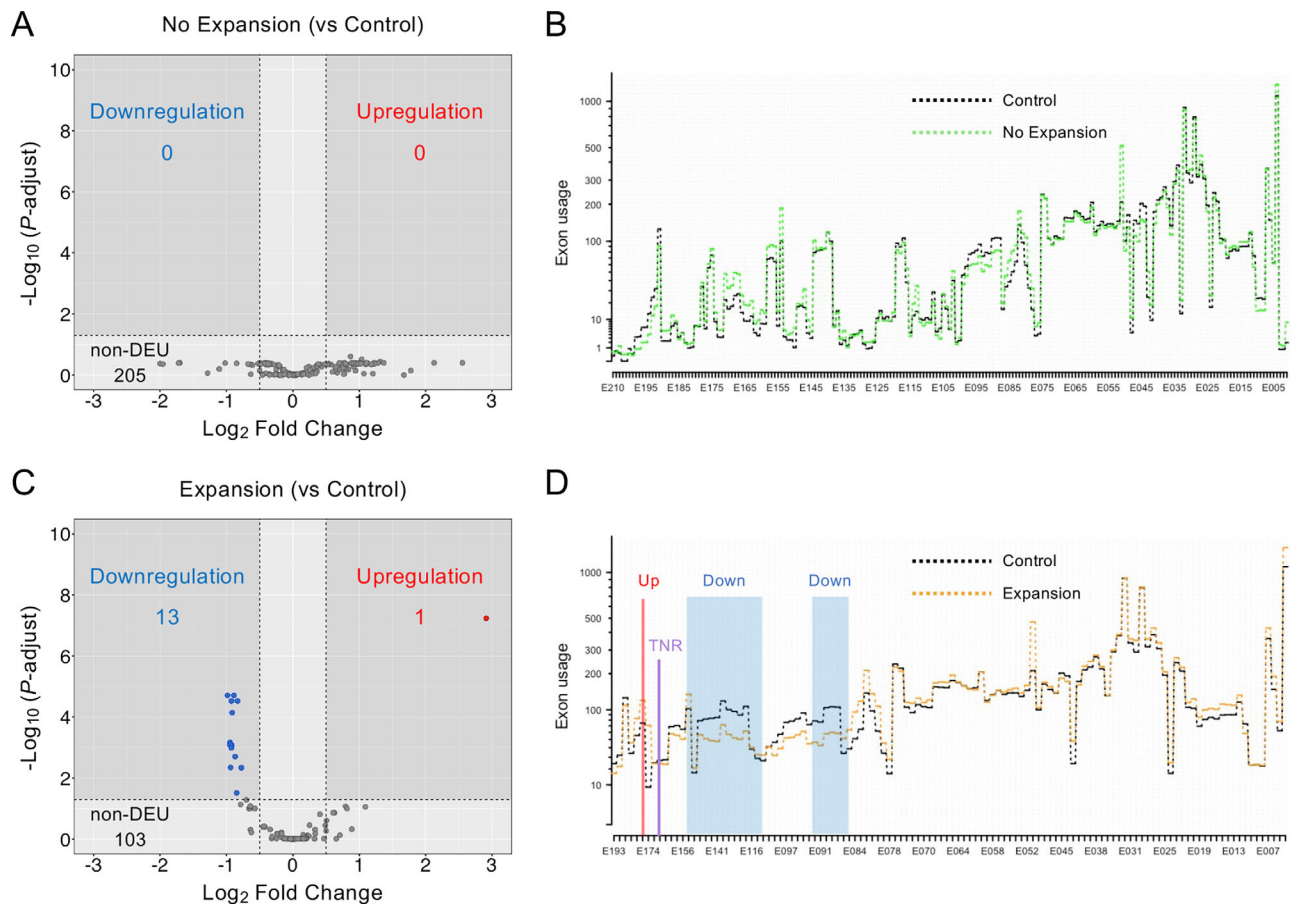 A
No Expansion (vs Control)
10
8
6
4
2
0
-Log10 (P-adjust)
Downregulation
0
Upregulation
0
non-DEU
205
-3 -2 -1 0 1 2 3
Log2 Fold Change
B
1000
500
300
200
100
10
1
Exon usage
Control
No Expansion
E210 E195 E185 E175 E165 E155 E145 E135 E125 E115 E105 E095 E085 E075 E065 E055 E045 E035 E025 E015 E005
C
Expansion (vs Control)
10
8
6
4
2
0
-Log10 (P-adjust)
Downregulation
13
Upregulation
1
non-DEU
103
-3 -2 -1 0 1 2 3
Log2 Fold Change
D
1000
500
300
200
100
10
Exon usage
Up
TNR
Down
Down
Control
Expansion
E193 E174 E156 E141 E116 E097 E091 E084 E078 E070 E064 E058 E052 E045 E038 E031 E025 E019 E013 E007